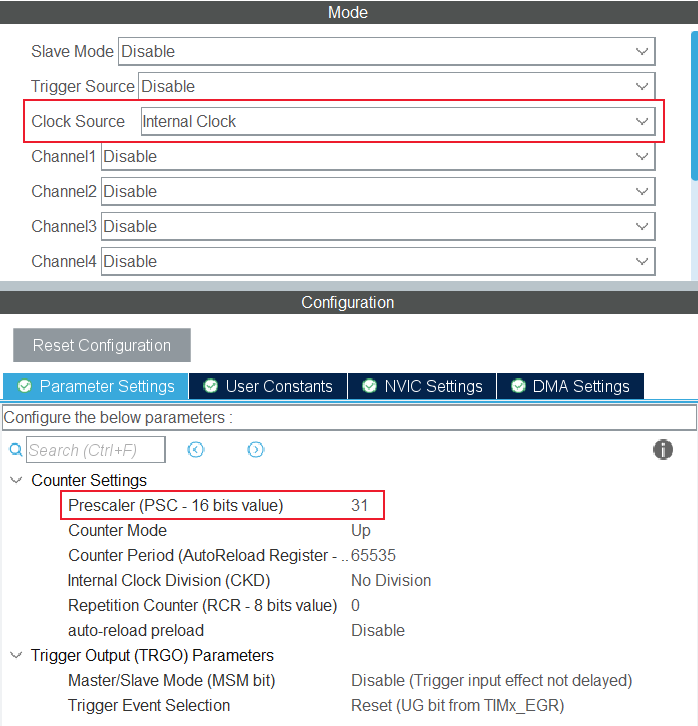 Mode
Slave Mode Disable
Trigger Source Disable
Clock Source Internal Clock
Channel1 Disable
Channel2 Disable
Channel3 Disable
Channel4 Disable
Configuration
Reset Configuration
Parameter Settings User Constants NVIC Settings DMA Settings
Configure the below parameters :
Search (Ctrl+F)
Counter Settings
Prescaler (PSC - 16 bits value) 31
Counter Mode Up
Counter Period (AutoReload Register - .. 65535
Internal Clock Division (CKD) No Division
Repetition Counter (RCR - 8 bits value) 0
auto-reload preload Disable
Trigger Output (TRGO) Parameters
Master/Slave Mode (MSM bit) Disable (Trigger input effect not delayed)
Trigger Event Selection Reset (UG bit from TIMx_EGR)